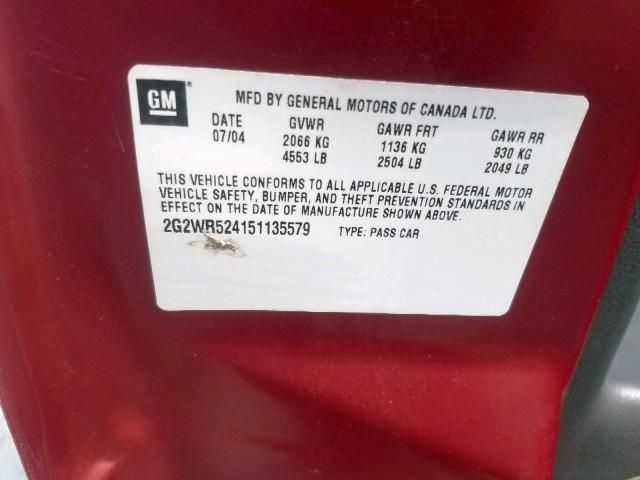 GM
MFD BY GENERAL MOTORS OF CANADA LTD.
DATE GVWR GAWR FRT GAWR RR
07/04 2066 KG 1136 KG 930 KG
4553 LB 2504 LB 2049 LB
THIS VEHICLE CONFORMS TO ALL APPLICABLE U.S. FEDERAL MOTOR
VEHICLE SAFETY, BUMPER, AND THEFT PREVENTION STANDARDS IN
EFFECT ON THE DATE OF MANUFACTURE SHOWN ABOVE.
2G2WR524151135579 TYPE: PASS CAR